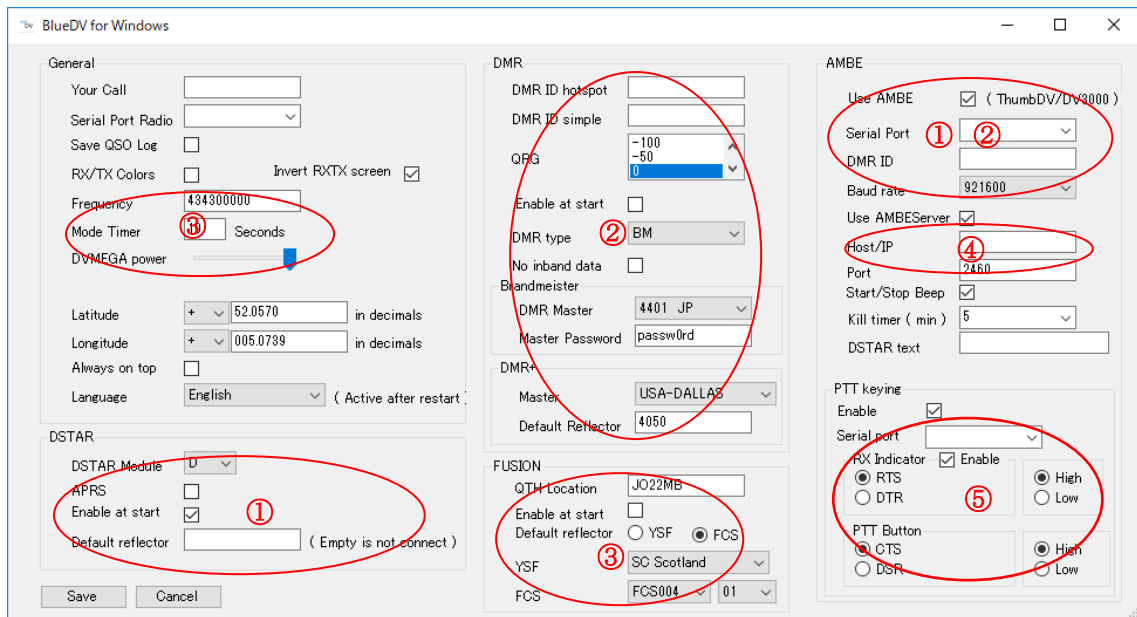 BlueDV for Windows
General
Your Call
Serial Port Radio
Save QSO Log
RX/TX Colors
Invert RXTX screen
Frequency 434300000
Mode Timer ③ Seconds
DVMEGA power
Latitude + 52.0570 in decimals
Longitude + 005.0739 in decimals
Always on top
Language English ( Active after restart )
DSTAR
DSTAR Module D
APRS
Enable at start ①
Default reflector ( Empty is not connect )
Save Cancel
DMR
DMR ID hotspot
DMR ID simple
QRG
-100
-50
0
Enable at start
DMR type ② BM
No inband data
Brandmeister
DMR Master 4401 JP
Master Password passw0rd
DMR+
Master USA-DALLAS
Default Reflector 4050
FUSION
QTH Location JO22MB
Enable at start
Default reflector YSF FCS
③
YSF SC Scotland
FCS FCS004 01
AMBE
Use AMBE ( ThumbDV/DV3000 )
Serial Port ① ②
DMR ID
Baud rate 921600
Use AMBEServer
Host/IP ④
Port 2460
Start/Stop Beep
Kill timer ( min ) 5
DSTAR text
PTT keying
Enable
Serial port
RX Indicator Enable
RTS High
DTR ⑤ Low
PTT Button
CTS High
DSR Low